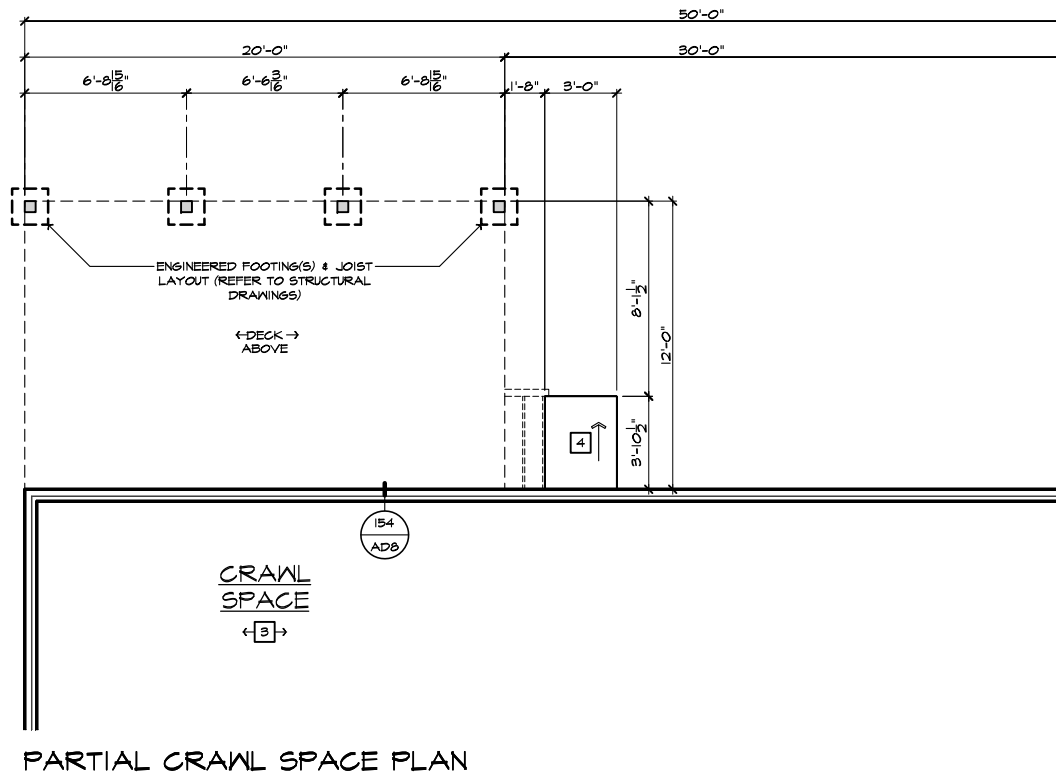 50'-0"
20'-0" 30'-0"
6'-8 15/16" 6'-6 3/16" 6'-8 15/16" 1'-8" 3'-0"
ENGINEERED FOOTING(S) & JOIST
LAYOUT (REFER TO STRUCTURAL
DRAWINGS)
8'-1 1/2"
12'-0"
DECK
ABOVE
3'-10 1/2"
4
154
AD8
CRAWL
SPACE
3
PARTIAL CRAWL SPACE PLAN